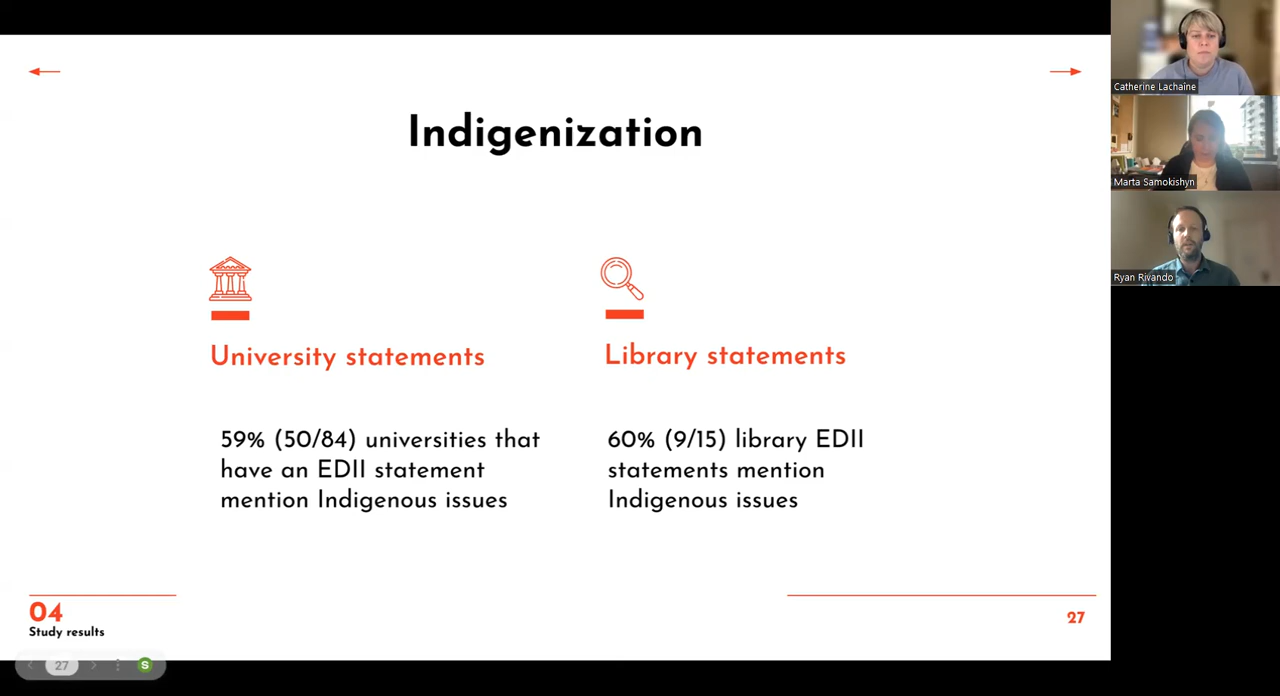 Indigenization
University statements
59% (50/84) universities that
have an EDII statement
mention Indigenous issues
Library statements
60% (9/15) library EDII
statements mention
Indigenous issues
04
Study results
27
27
S
Catherine Lachaîne
Marta Samokishyn
Ryan Rivando